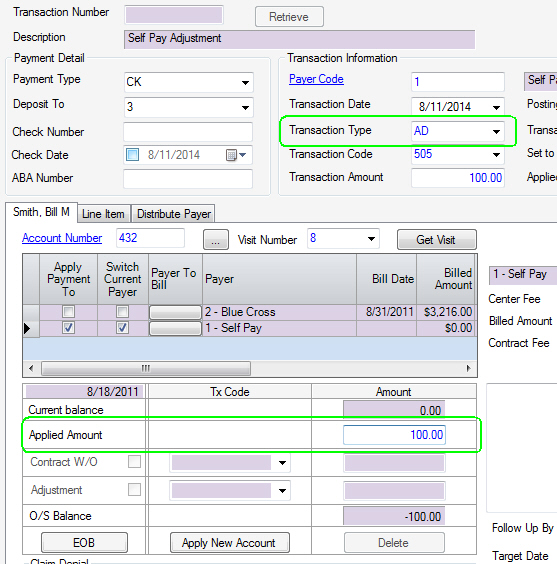 Transaction Number
Retrieve
Description Self Pay Adjustment
Payment Detail
Payment Type CK
Deposit To 3
Check Number
Check Date 8/11/2014
ABA Number
Transaction Information
Payer Code 1 Self P
Transaction Date 8/11/2014 Posting
Transaction Type AD Transa
Transaction Code 505 Set to
Transaction Amount 100.00 Applie
Smith, Bill M Line Item Distribute Payer
Account Number 432 ... Visit Number 8 Get Visit
Apply Payment To Switch Current Payer Payer To Bill Payer Bill Date Billed Amount
2 - Blue Cross 8/31/2011 $3,216.00
1 - Self Pay $0.00
1 - Self Pay
Center Fee
Billed Amount
Contract Fee
8/18/2011 Tx Code Amount
Current balance 0.00
Applied Amount 100.00
Contract W/O
Adjustment
O/S Balance -100.00
EOB Apply New Account Delete
Follow Up By
Target Date
Claim Denial